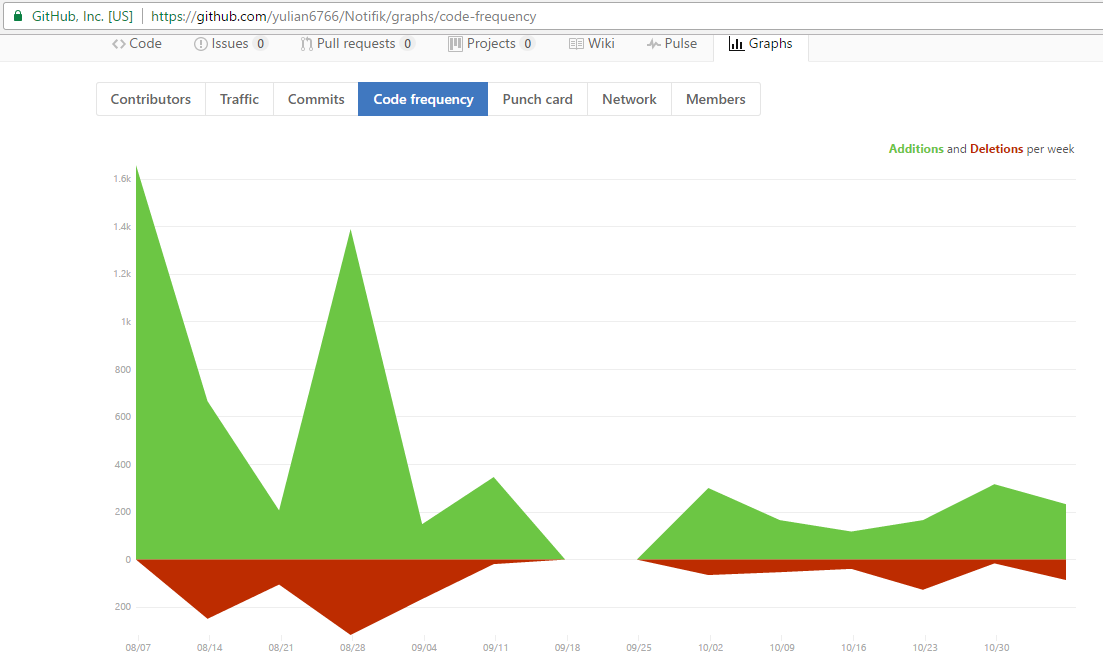 GitHub, Inc. [US] | https://github.com/yulian6766/Notifik/graphs/code-frequency
Code Issues 0 Pull requests 0 Projects 0 Wiki Pulse Graphs
Contributors Traffic Commits Code frequency Punch card Network Members
Additions and Deletions per week
1.6k
1.4k
1.2k
1k
800
600
400
200
0
200
08/07 08/14 08/21 08/28 09/04 09/11 09/18 09/25 10/02 10/09 10/16 10/23 10/30